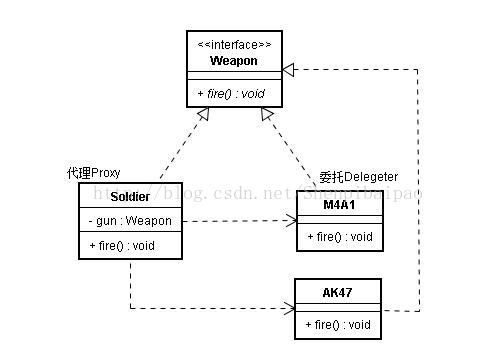 <<interface>>
Weapon
+ fire() : void
代理Proxy
委托Delegeter
Soldier
- gun : Weapon
+ fire() : void
M4A1
+ fire() : void
AK47
+ fire() : void
http://blog.csdn.net/